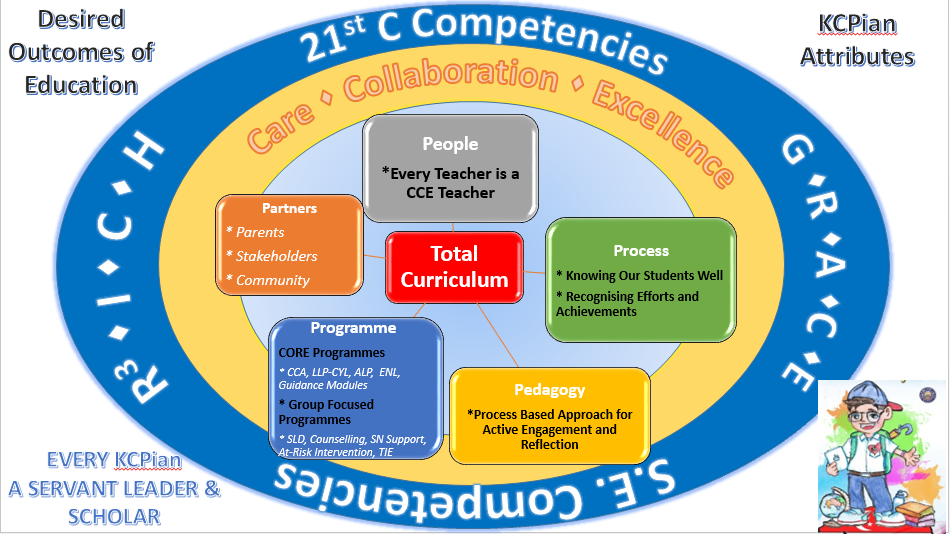 Desired
Outcomes of
Education
21st C Competencies
KCPian
Attributes
Care ♦ Collaboration ♦ Excellence
R³♦I♦C♦H
G♦R♦A♦C♦E
People
*Every Teacher is a
CCE Teacher
Partners
* Parents
* Stakeholders
* Community
Total
Curriculum
Process
* Knowing Our Students Well
* Recognising Efforts and
Achievements
Programme
CORE Programmes
* CCA, LLP-CYL, ALP, ENL,
Guidance Modules
* Group Focused
Programmes
* SLD, Counselling, SN Support,
At-Risk Intervention, TIE
Pedagogy
*Process Based Approach for
Active Engagement and
Reflection
S.E. Competencies
EVERY KCPian
A SERVANT LEADER &
SCHOLAR